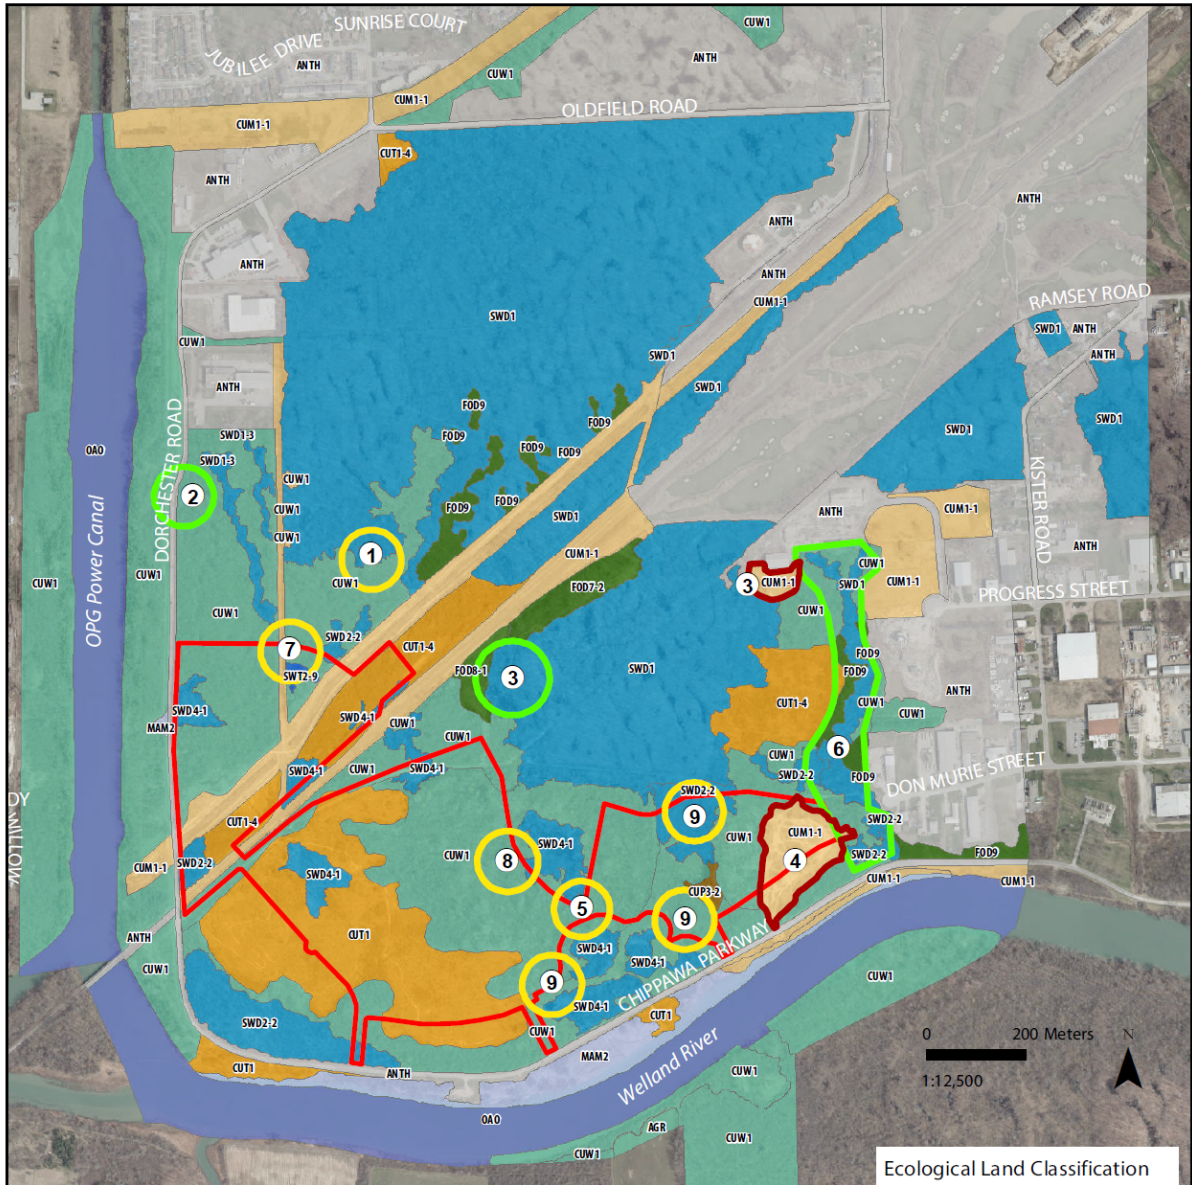 SUNRISE COURT
CUW1
JUBILEE DRIVE
ANTH
ANTH
CUW1
CUM1-1
OLDFIELD ROAD
CUM1-1
CUT1-4
ANTH
ANTH
ANTH
ANTH
ANTH
CUM1-1
RAMSEY ROAD
SWD1
SWD1
ANTH
CUW1
SWD1
ANTH
SWD1
ANTH
FOD9
SWD1
FOD9
SWD1
SWD1-3
FOD9
FOD9
FOD9
SWD1
OAO
SWD1-3
DORCHESTER ROAD
CUW1
2
FOD9
FOD9
CUW1
SWD1
KISTER ROAD
ANTH
CUM1-1
OPG Power Canal
CUW1
1
CUM1-1
ANTH
CUW1
CUW1
CUW1
CUW1
FOD7-2
3
CUM1-1
SWD1
CUM1-1
PROGRESS STREET
CUW1
CUW1
7
SWD2-2
CUT1-4
FOD9
SWT2-9
FOD8-1
3
SWD1
FOD9
ANTH
SWD4-1
SWD4-1
CUW1
CUT1-4
CUW1
CUW1
MAM2
CUW1
6
SWD4-1
CUW1
SWD4-1
CUW1
SWD2-2
FOD9
DON MURIE STREET
SWD2-2
CUT1-4
9
SWD2-2
CUW1
CUM1-1
SWD4-1
CUW1
8
4
SWD2-2
FOD9
CUM1-1
SWD2-2
SWD4-1
CUM1-1
CUM1-1
CUP3-2
5
9
ANTH
CUT1
SWD4-1
CHIPPAWA PARKWAY
CUW1
SWD4-1
9
CUW1
SWD4-1
SWD2-2
CUT1
CUW1
MAM2
Welland River
0 200 Meters
N
1:12,500
CUT1
ANTH
CUW1
OAO
AGR
CUW1
CUW1
Ecological Land Classification